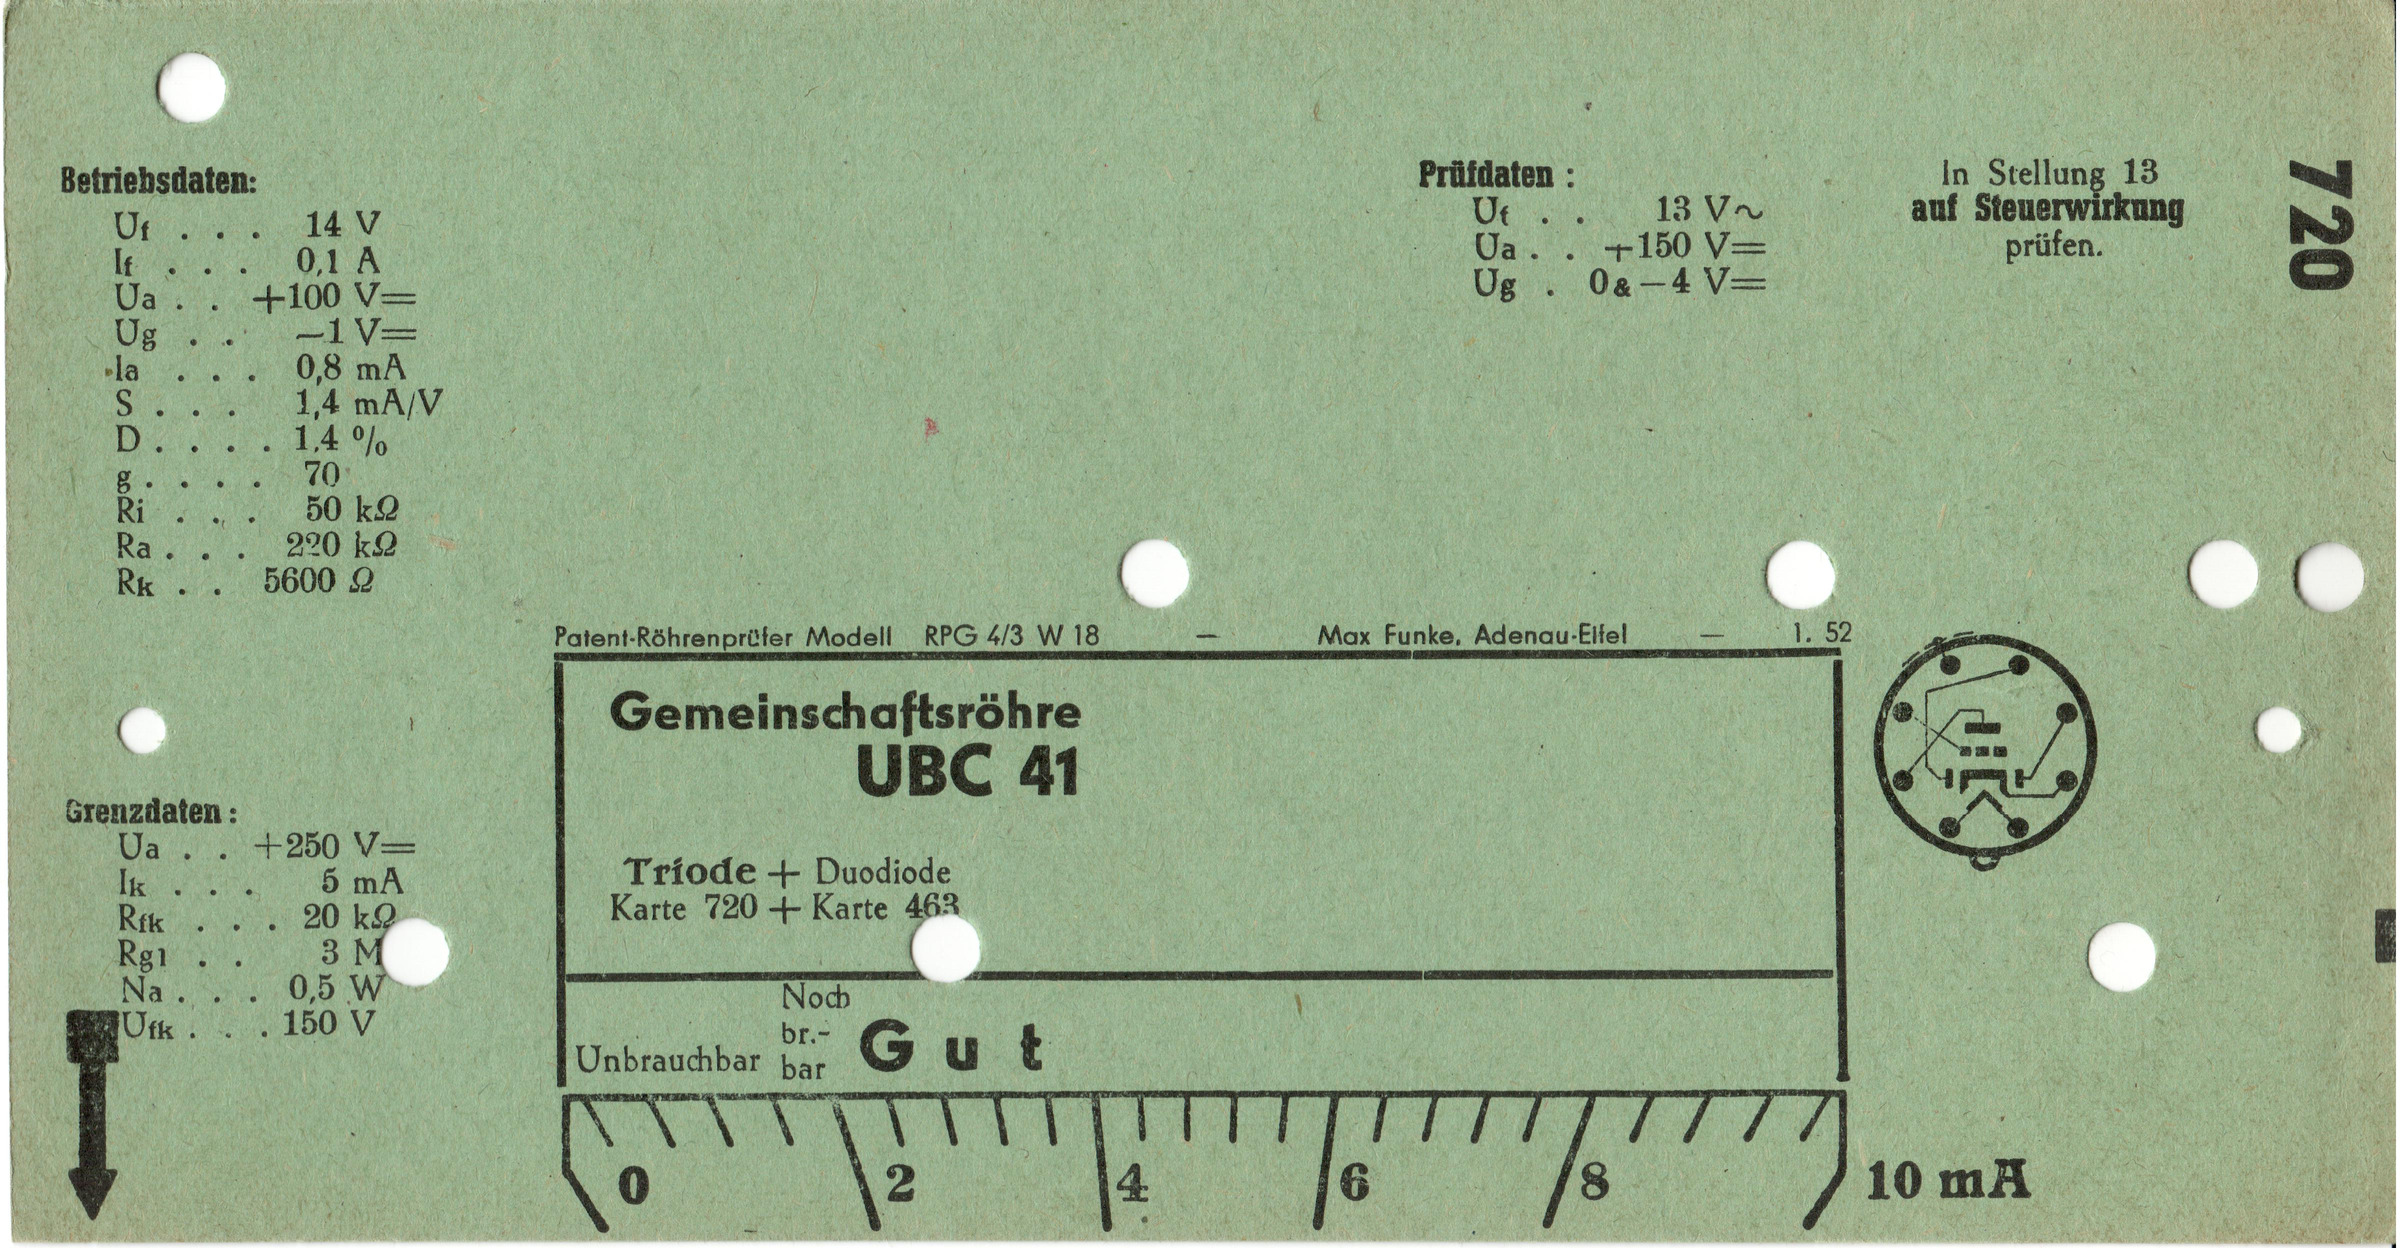 Betriebsdaten:
Uf . . . 14 V
If . . . 0,1 A
Ua . . +100 V=
Ug . . −1 V=
Ia . . . 0,8 mA
S . . . 1,4 mA/V
D . . . . 1,4 %
g . . . . 70
Ri . . . 50 kΩ
Ra . . . 220 kΩ
Rk . . 5600 Ω
Grenzdaten:
Ua . . +250 V=
Ik . . . 5 mA
Rfk . . . 20 kΩ
Rg1 . . 3 M
Na . . . 0,5 W
Ufk . . . 150 V
Prüfdaten :
Uf . . 13 V~
Ua . . +150 V=
Ug . 0 & −4 V=
In Stellung 13
auf Steuerwirkung
prüfen.
720
Patent-Röhrenprüfer Modell RPG 4/3 W 18 — Max Funke, Adenau-Eifel — 1. 52
Gemeinschaftsröhre
UBC 41
Triode + Duodiode
Karte 720 + Karte 463
Unbrauchbar
Noch
br.-
bar
Gut
0 2 4 6 8 10 mA